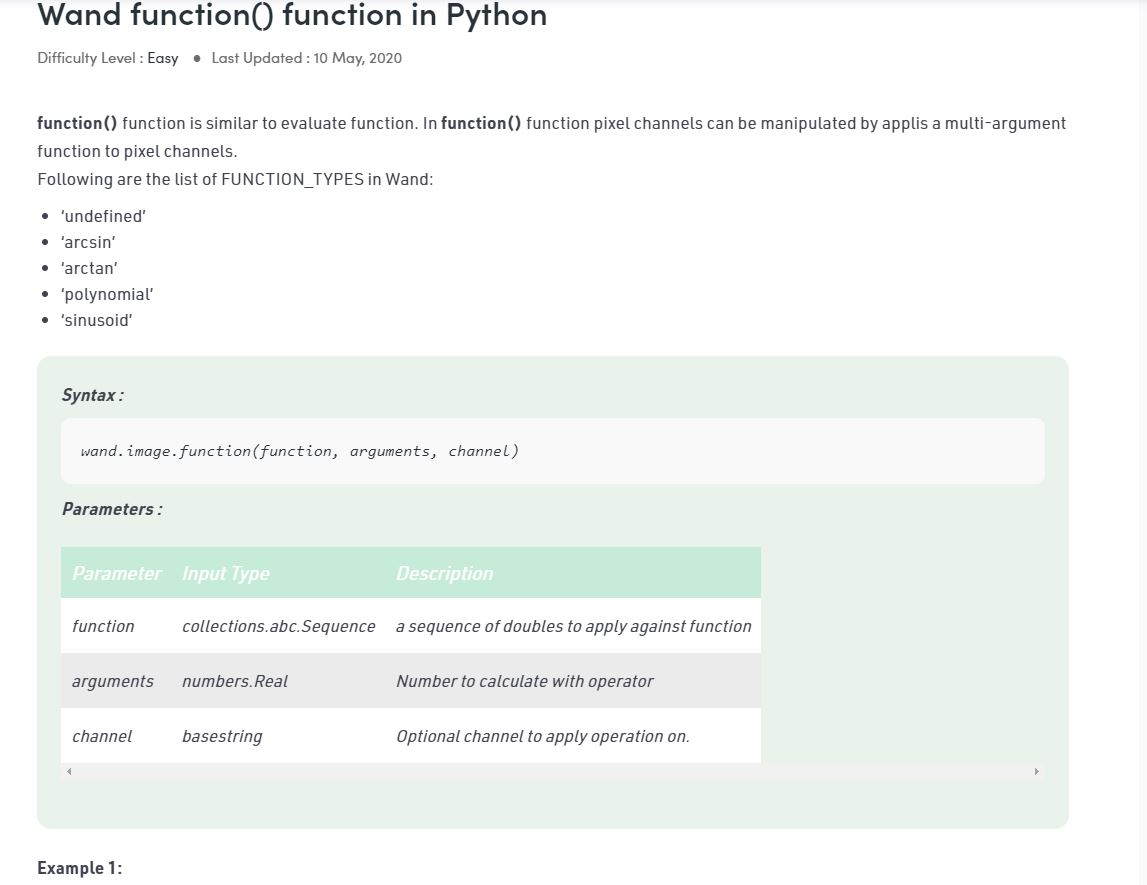 Wand function() function in Python
Difficulty Level : Easy ● Last Updated : 10 May, 2020
function() function is similar to evaluate function. In function() function pixel channels can be manipulated by applis a multi-argument
function to pixel channels.
Following are the list of FUNCTION_TYPES in Wand:
• ‘undefined’
• ‘arcsin’
• ‘arctan’
• ‘polynomial’
• ‘sinusoid’
Syntax :
wand.image.function(function, arguments, channel)
Parameters :
Parameter Input Type Description
function collections.abc.Sequence a sequence of doubles to apply against function
arguments numbers.Real Number to calculate with operator
channel basestring Optional channel to apply operation on.
Example 1: